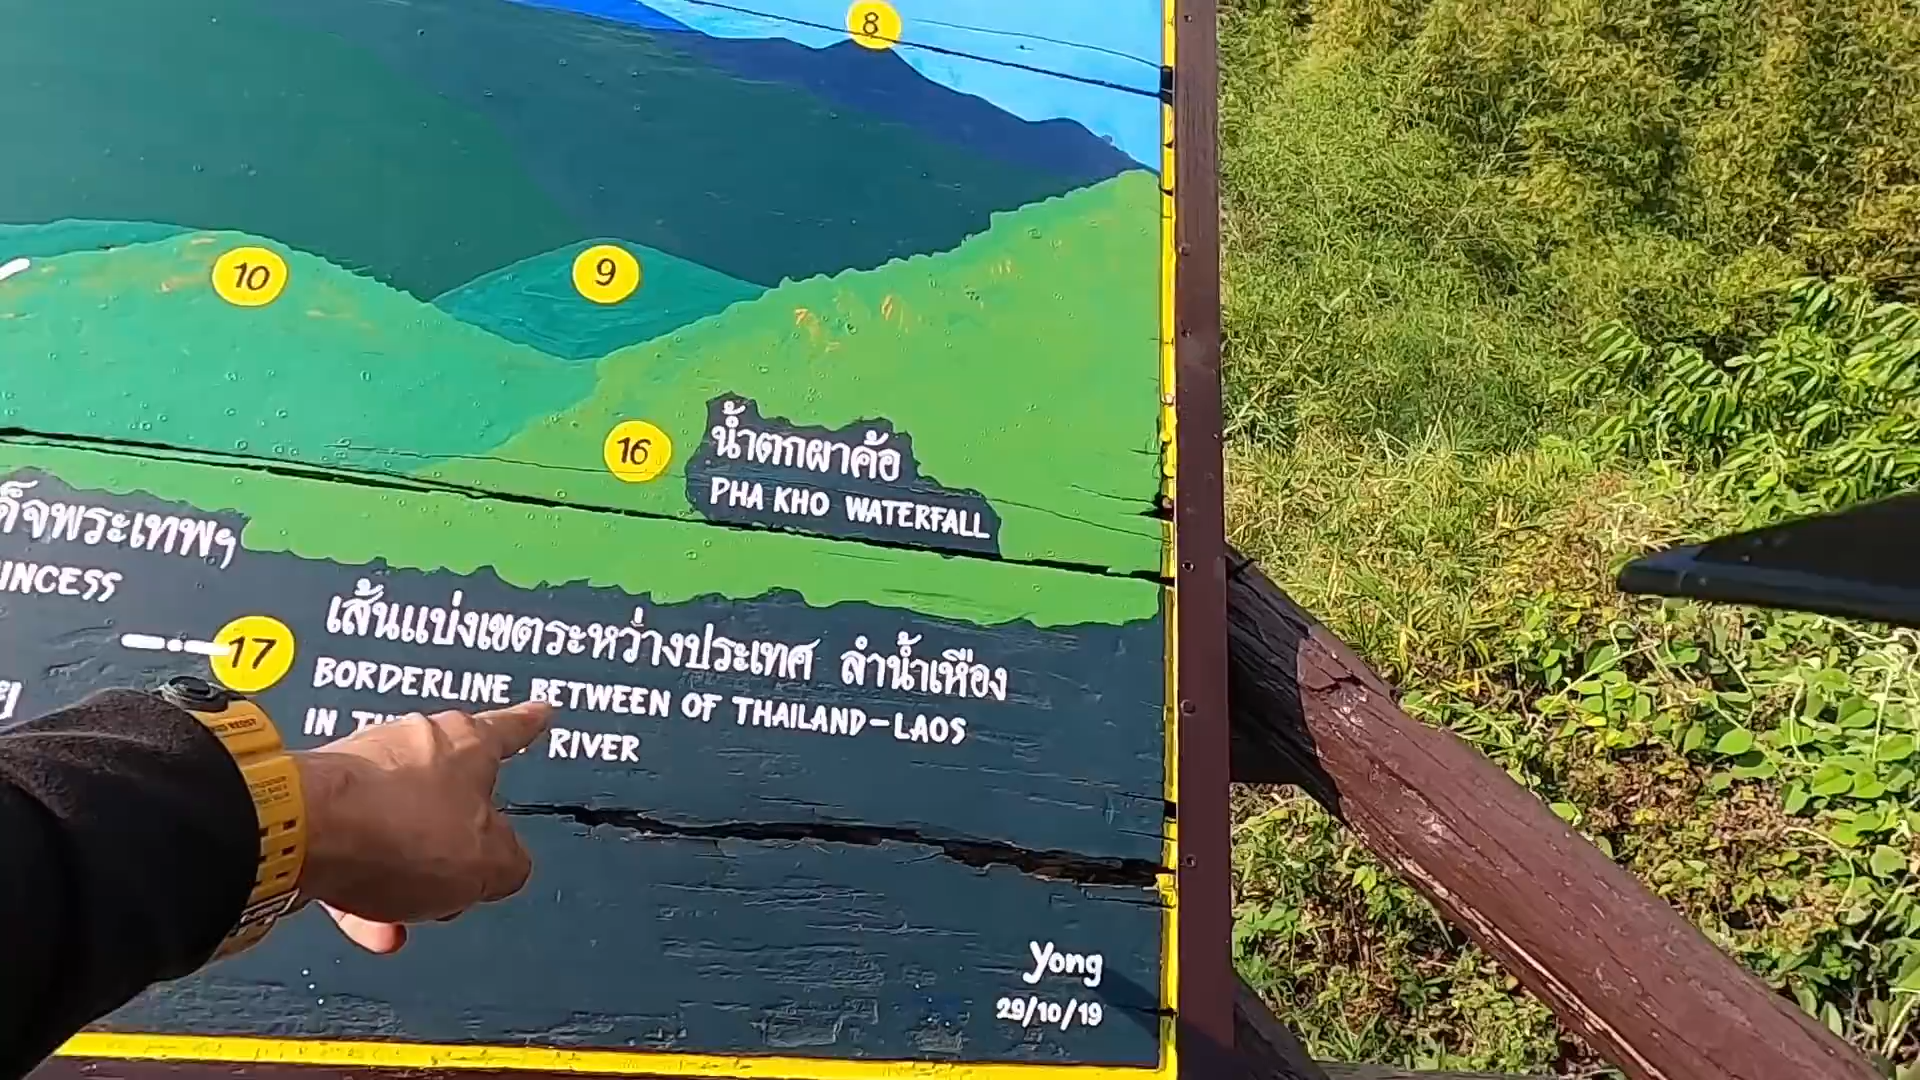 8
10
9
16
น้ำตกผาค้อ
PHA KHO WATERFALL
ด็จพระเทพฯ
INCESS
17
เส้นแบ่งเขตระหว่างประเทศ ลำน้ำเหือง
BORDERLINE BETWEEN OF THAILAND-LAOS
IN RIVER
Yong
29/10/19